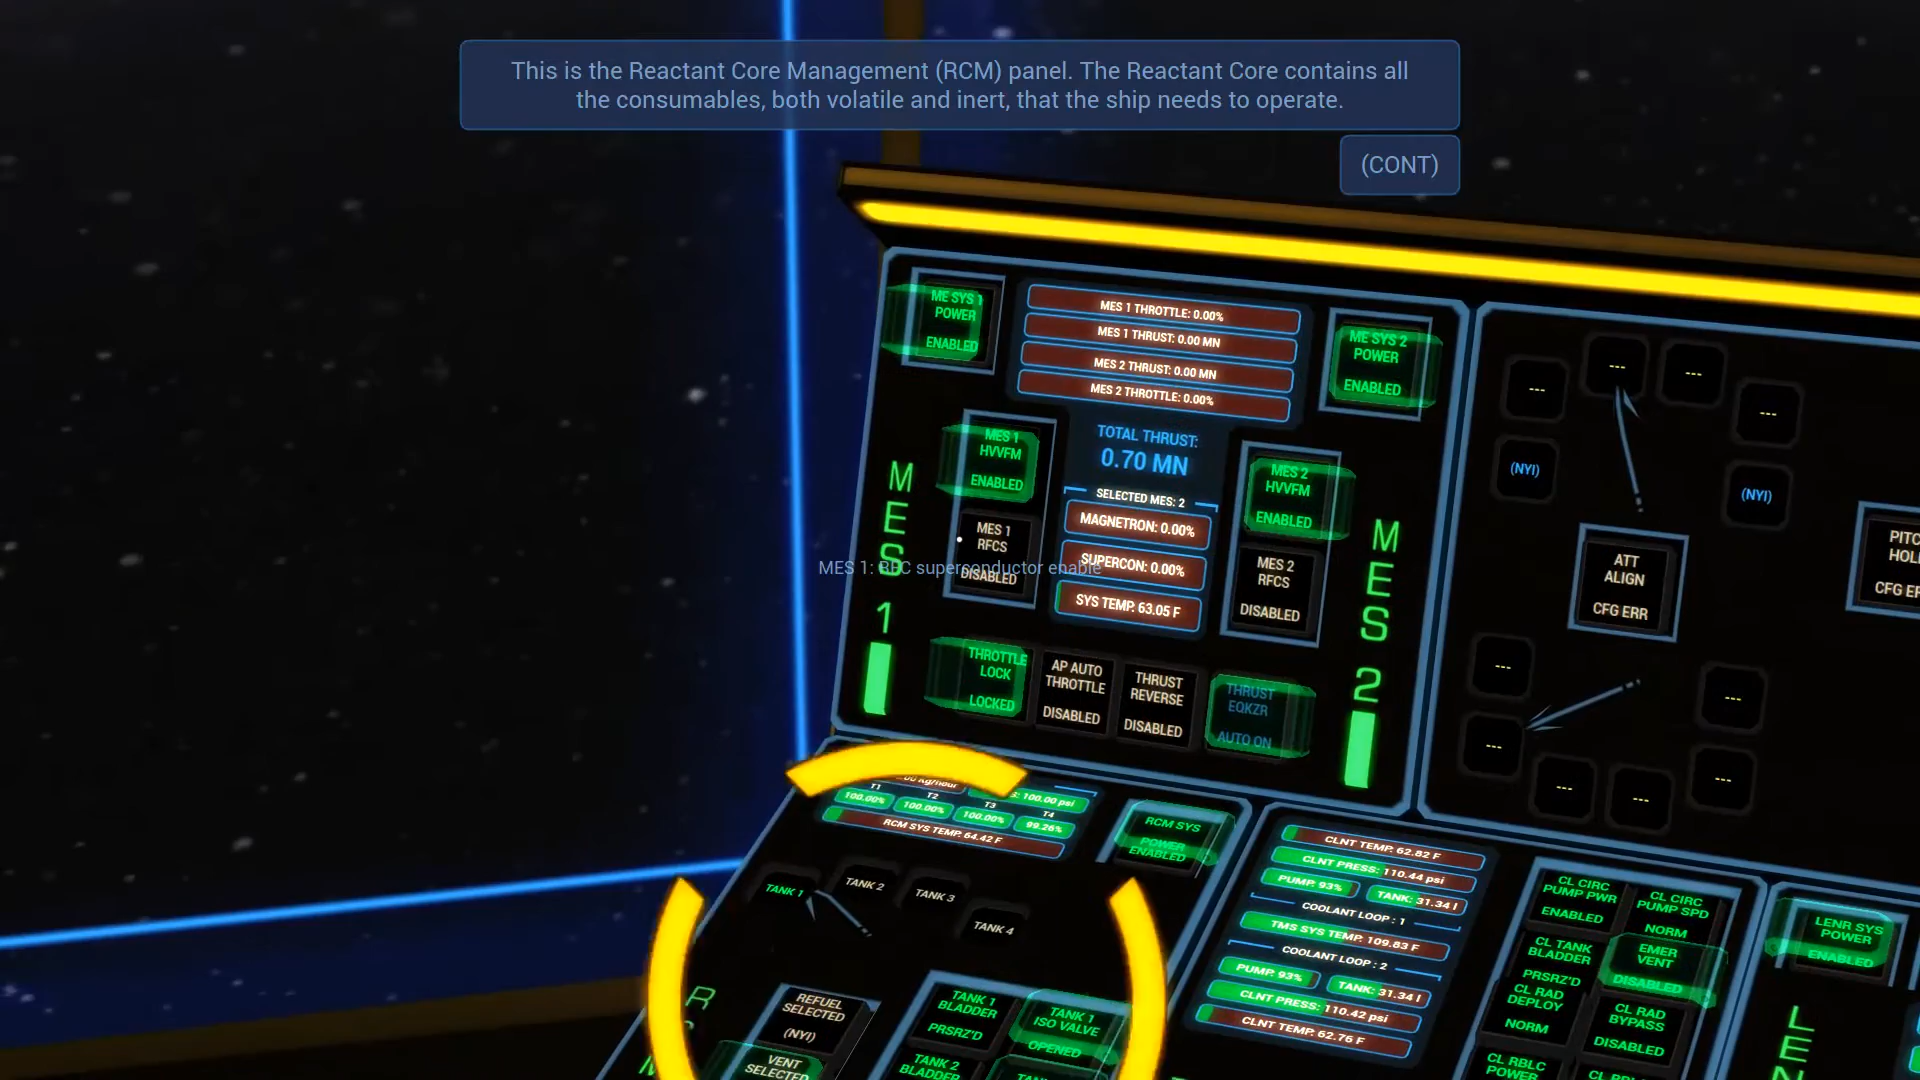 This is the Reactant Core Management (RCM) panel. The Reactant Core contains all
the consumables, both volatile and inert, that the ship needs to operate.
(CONT)
ME SYS 1
POWER
ENABLED
MES 1 THROTTLE: 0.00%
MES 1 THRUST: 0.00 MN
MES 2 THRUST: 0.00 MN
MES 2 THROTTLE: 0.00%
ME SYS 2
POWER
ENABLED
TOTAL THRUST:
0.70 MN
MES 1
HVVFM
ENABLED
MES 2
HVVFM
ENABLED
SELECTED MES: 2
MAGNETRON: 0.00%
SUPERCON: 0.00%
SYS TEMP: 63.05 F
MES 1
RFCS
DISABLED
MES 1: RFC superconductor enable
MES 2
RFCS
DISABLED
MES 1
MES 2
THROTTLE
LOCK
LOCKED
AP AUTO
THROTTLE
DISABLED
THRUST
REVERSE
DISABLED
THRUST
EQKZR
AUTO ON
---
---
---
---
(NYI)
(NYI)
ATT
ALIGN
CFG ERR
---
---
---
---
---
---
PITC
HOL
CFG E
Kg/hour
100.00 psi
T1
T2
T3
T4
100.00%
100.00%
100.00%
99.26%
RCM SYS TEMP: 64.42 F
RCM SYS
POWER
ENABLED
TANK 1
TANK 2
TANK 3
TANK 4
REFUEL
SELECTED
(NYI)
VENT
SELECTED
TANK 1
BLADDER
PRSRZ'D
TANK 1
ISO VALVE
OPENED
TANK 2
BLADDER
CLNT TEMP: 62.82 F
CLNT PRESS: 110.44 psi
PUMP: 93%
TANK: 31.34 l
COOLANT LOOP : 1
TMS SYS TEMP: 109.83 F
COOLANT LOOP : 2
PUMP: 93%
TANK: 31.34 l
CLNT PRESS: 110.42 psi
CLNT TEMP: 62.76 F
CL CIRC
PUMP PWR
ENABLED
CL CIRC
PUMP SPD
NORM
CL TANK
BLADDER
PRSRZ'D
EMER
VENT
DISABLED
CL RAD
DEPLOY
NORM
CL RAD
BYPASS
DISABLED
CL RBLC
POWER
LENR SYS
POWER
ENABLED
L
E